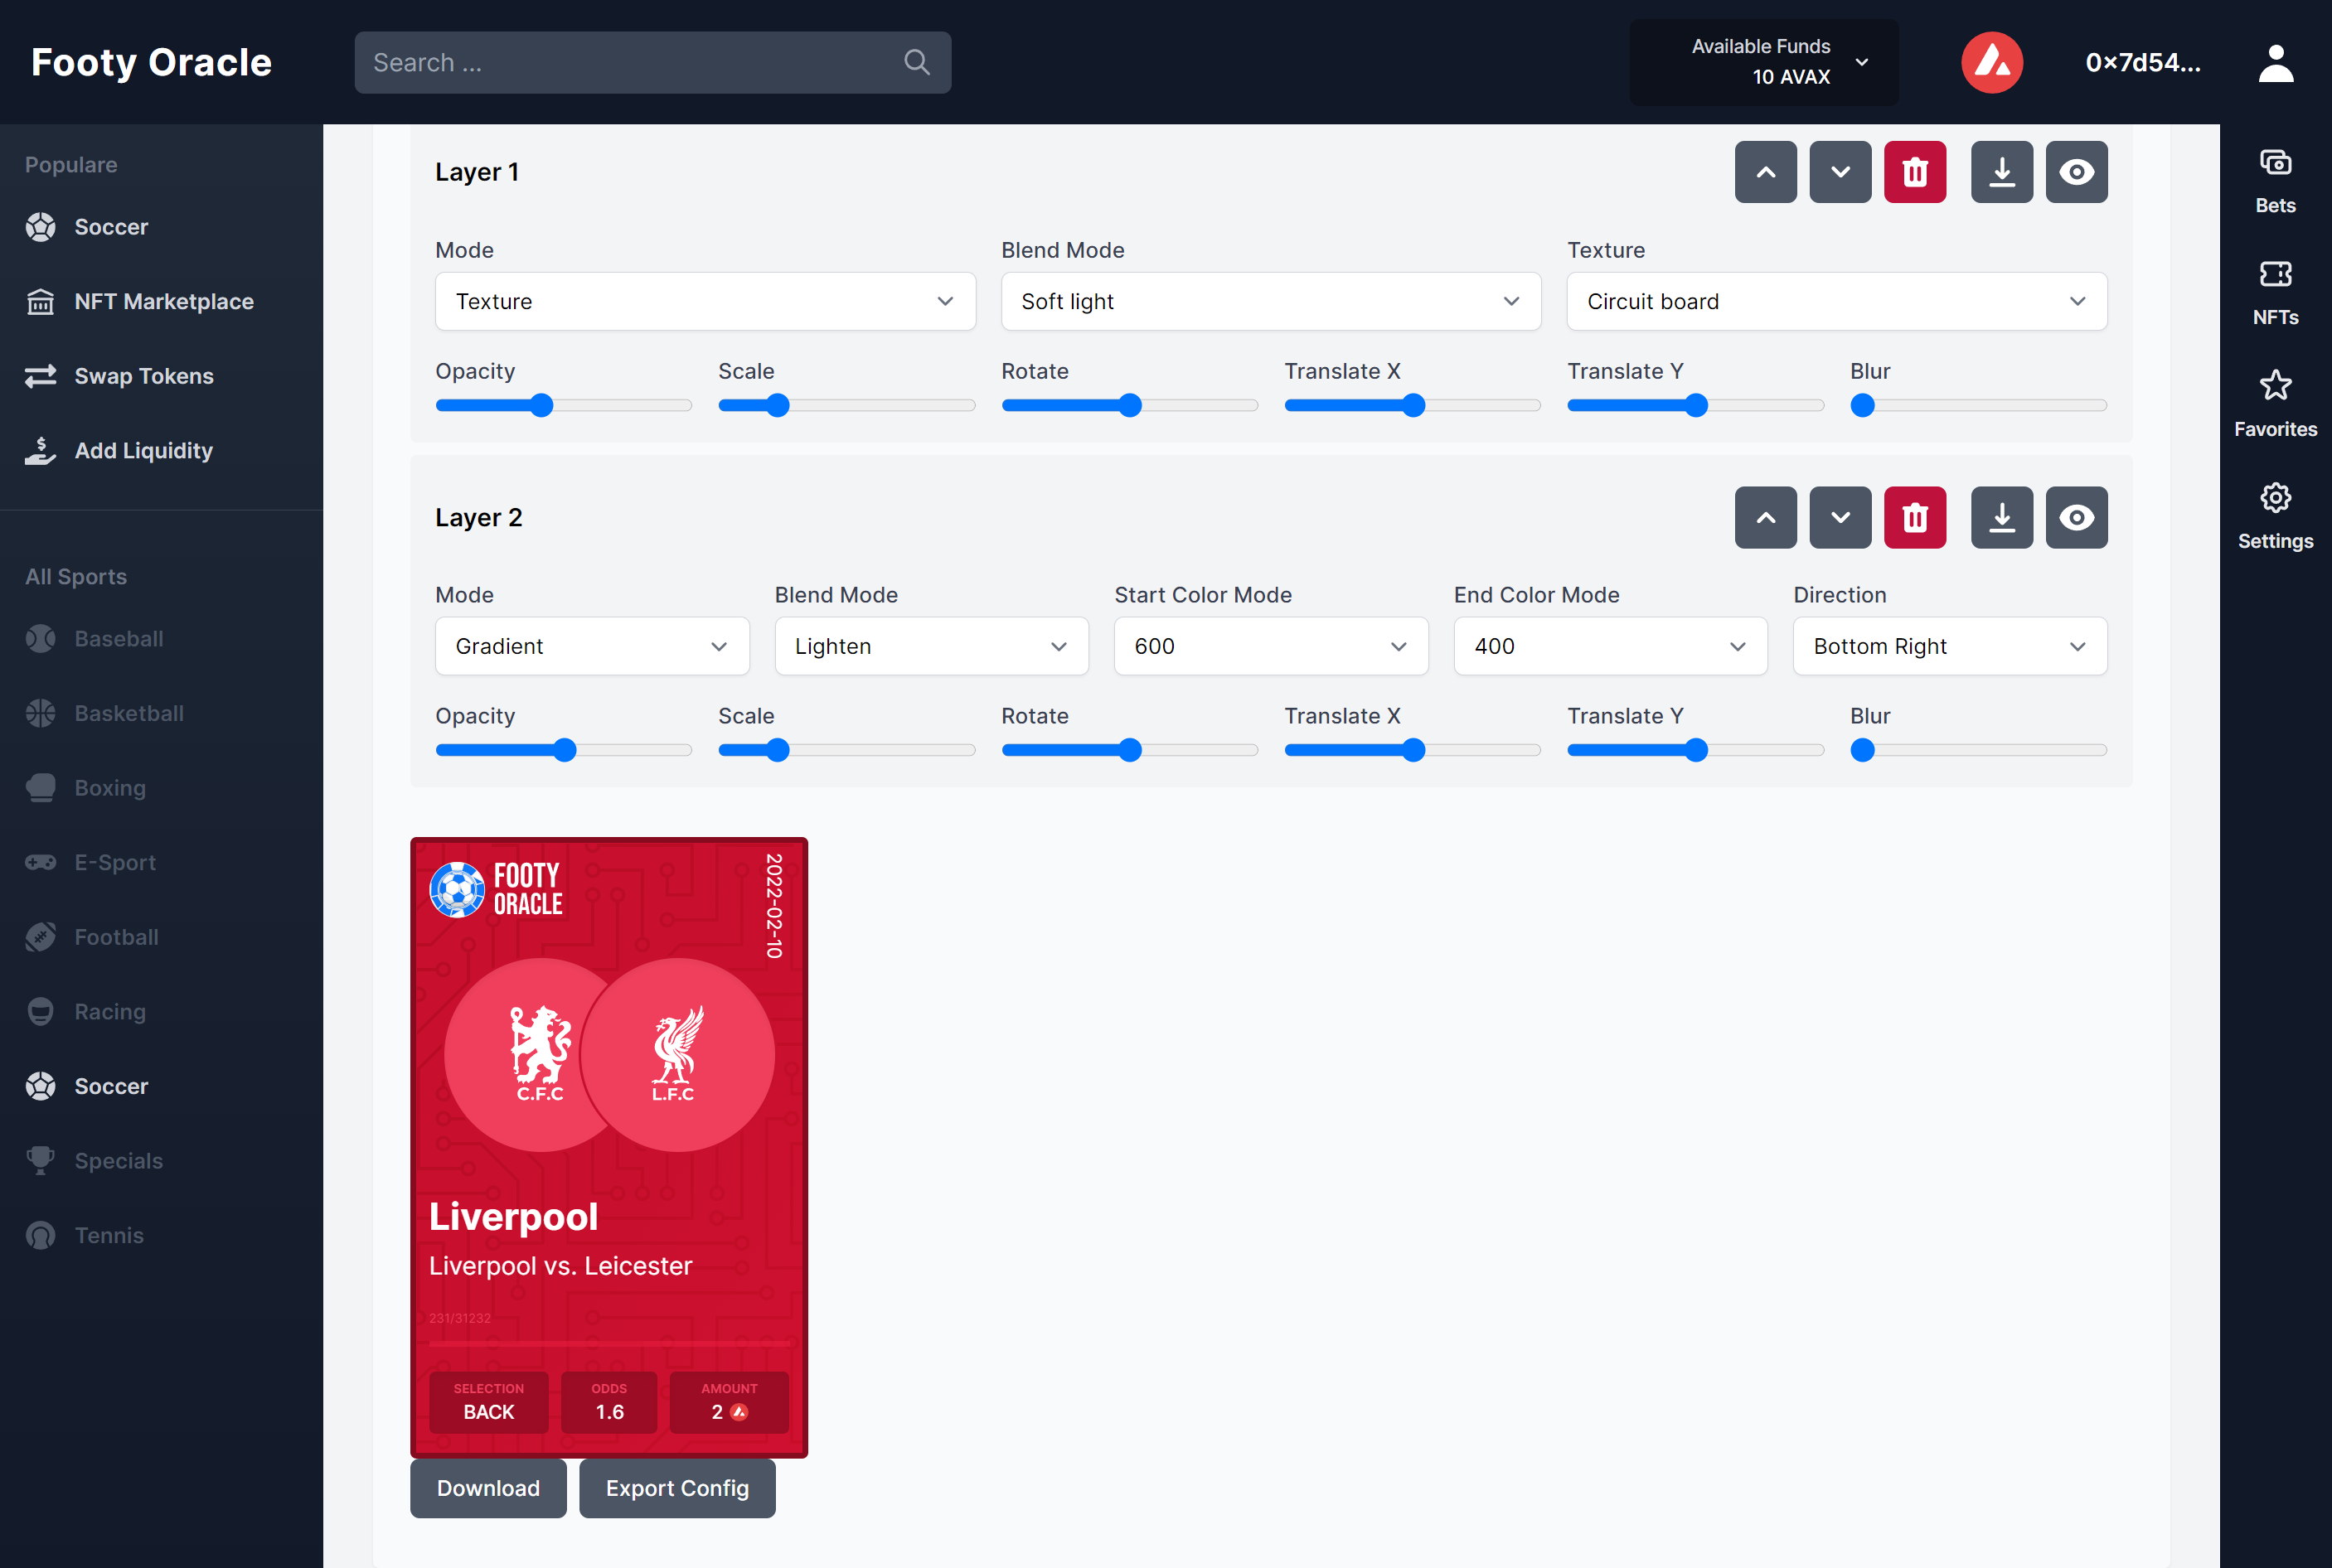 Footy Oracle
Search ...
Available Funds
10 AVAX
0x7d54...
Populare
Soccer
NFT Marketplace
Swap Tokens
Add Liquidity
All Sports
Baseball
Basketball
Boxing
E-Sport
Football
Racing
Soccer
Specials
Tennis
Layer 1
Mode
Blend Mode
Texture
Texture
Soft light
Circuit board
Opacity
Scale
Rotate
Translate X
Translate Y
Blur
Layer 2
Mode
Blend Mode
Start Color Mode
End Color Mode
Direction
Gradient
Lighten
600
400
Bottom Right
Opacity
Scale
Rotate
Translate X
Translate Y
Blur
FOOTY
ORACLE
2022-02-10
C.F.C
L.F.C
Liverpool
Liverpool vs. Leicester
231/31232
SELECTION
BACK
ODDS
1.6
AMOUNT
2
Download
Export Config
Bets
NFTs
Favorites
Settings